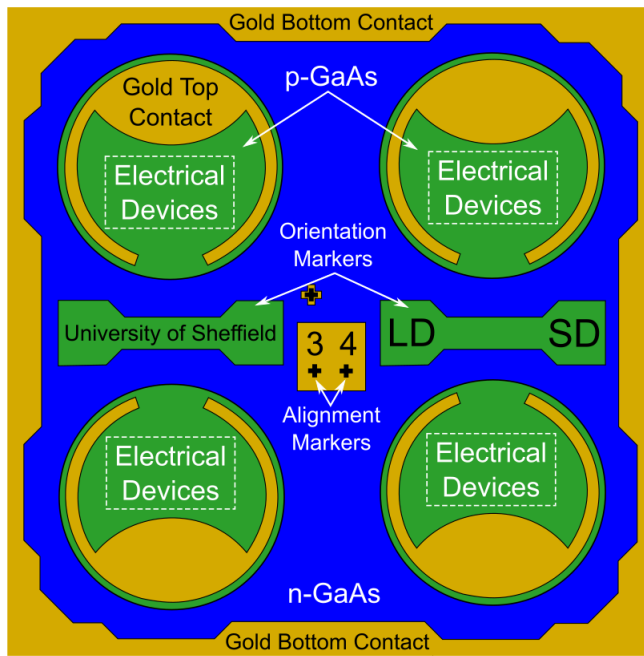 Gold Bottom Contact
p-GaAs
Gold Top
Contact
Electrical
Devices
Electrical
Devices
Orientation
Markers
University of Sheffield
LD
SD
3 4
Alignment
Markers
Electrical
Devices
Electrical
Devices
n-GaAs
Gold Bottom Contact